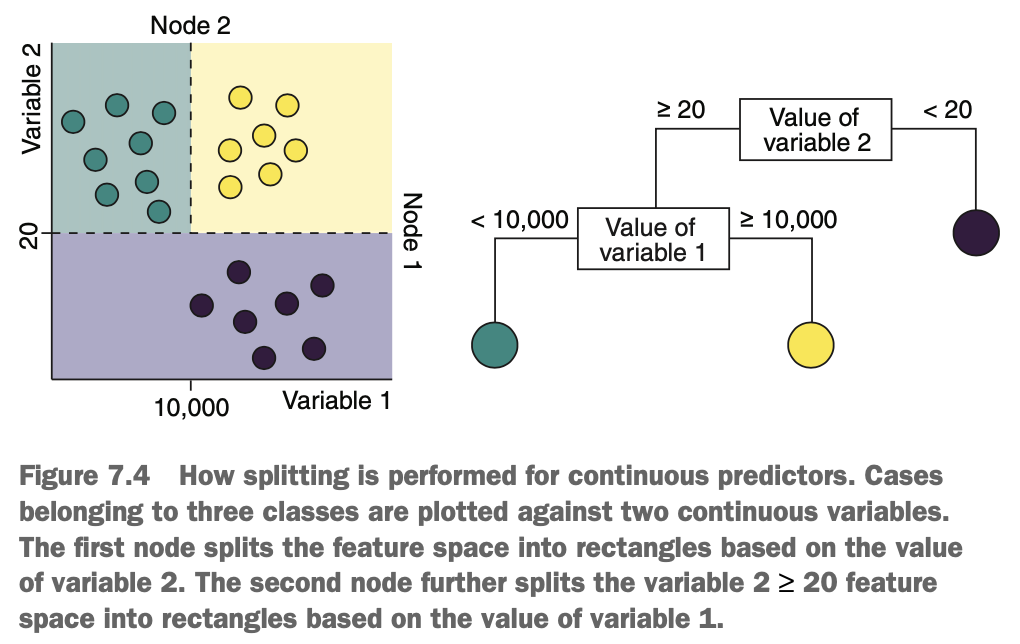 Node 2
Variable 2
20
Node 1
10,000
Variable 1
≥ 20
Value of
variable 2
< 20
< 10,000
Value of
variable 1
≥ 10,000
Figure 7.4 How splitting is performed for continuous predictors. Cases
belonging to three classes are plotted against two continuous variables.
The first node splits the feature space into rectangles based on the value
of variable 2. The second node further splits the variable 2 ≥ 20 feature
space into rectangles based on the value of variable 1.